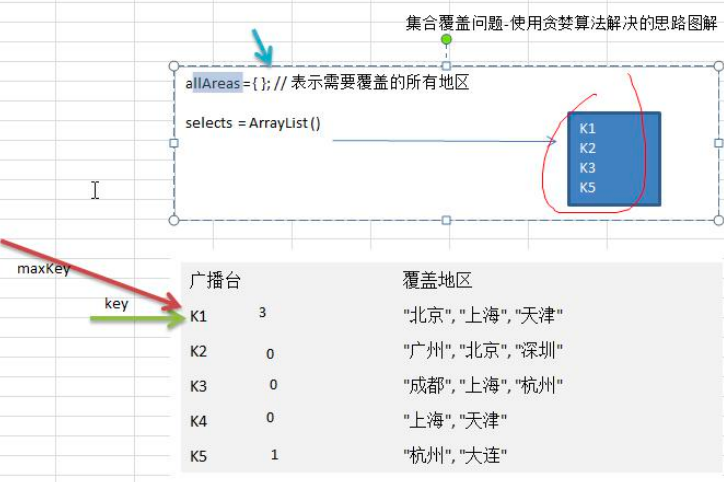 集合覆盖问题-使用贪婪算法解决的思路图解
allAreas={ }; // 表示需要覆盖的所有地区
selects = ArrayList()
K1
K2
K3
K5
maxKey
key
广播台 覆盖地区
K1 3 "北京", "上海", "天津"
K2 0 "广州", "北京", "深圳"
K3 0 "成都", "上海", "杭州"
K4 0 "上海", "天津"
K5 1 "杭州", "大连"